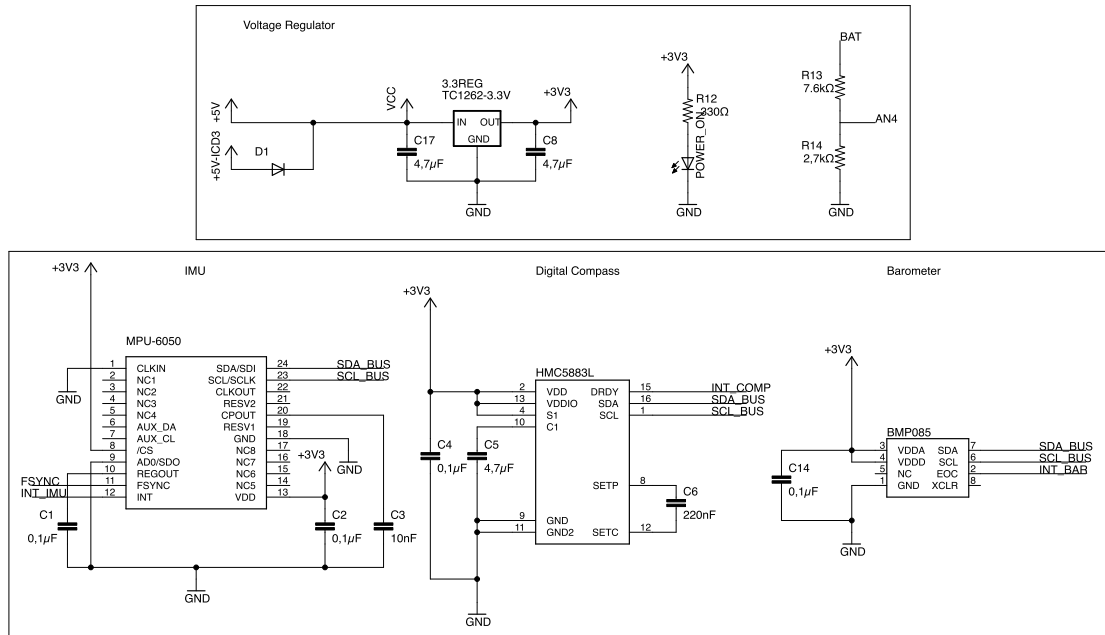 Voltage Regulator
+5V
+5V-ICD3
D1
VCC
3.3REG
TC1262-3.3V
IN
OUT
GND
C17
4,7µF
C8
4,7µF
+3V3
GND
+3V3
R12
330Ω
POWER_ON
GND
BAT
R13
7.6kΩ
AN4
R14
2,7kΩ
GND
IMU
+3V3
MPU-6050
1 CLKIN
2 NC1
3 NC2
4 NC3
5 NC4
6 AUX_DA
7 AUX_CL
8 /CS
9 AD0/SDO
10 REGOUT
11 FSYNC
12 INT
SDA/SDI 24 SDA_BUS
SCL/SCLK 23 SCL_BUS
CLKOUT 22
RESV2 21
CPOUT 20
RESV1 19
GND 18
NC8 17
NC7 16
NC6 15
NC5 14
VDD 13
GND
FSYNC
INT_IMU
GND
+3V3
C1
0,1µF
C2
0,1µF
C3
10nF
GND
Digital Compass
+3V3
HMC5883L
2 VDD
13 VDDIO
4 S1
10 C1
9 GND
11 GND2
DRDY 15 INT_COMP
SDA 16 SDA_BUS
SCL 1 SCL_BUS
SETP 8
SETC 12
C4
0,1µF
C5
4,7µF
C6
220nF
GND
Barometer
+3V3
BMP085
3 VDDA
4 VDDD
5 NC
1 GND
SDA 7 SDA_BUS
SCL 6 SCL_BUS
EOC 2 INT_BAR
XCLR 8
C14
0,1µF
GND